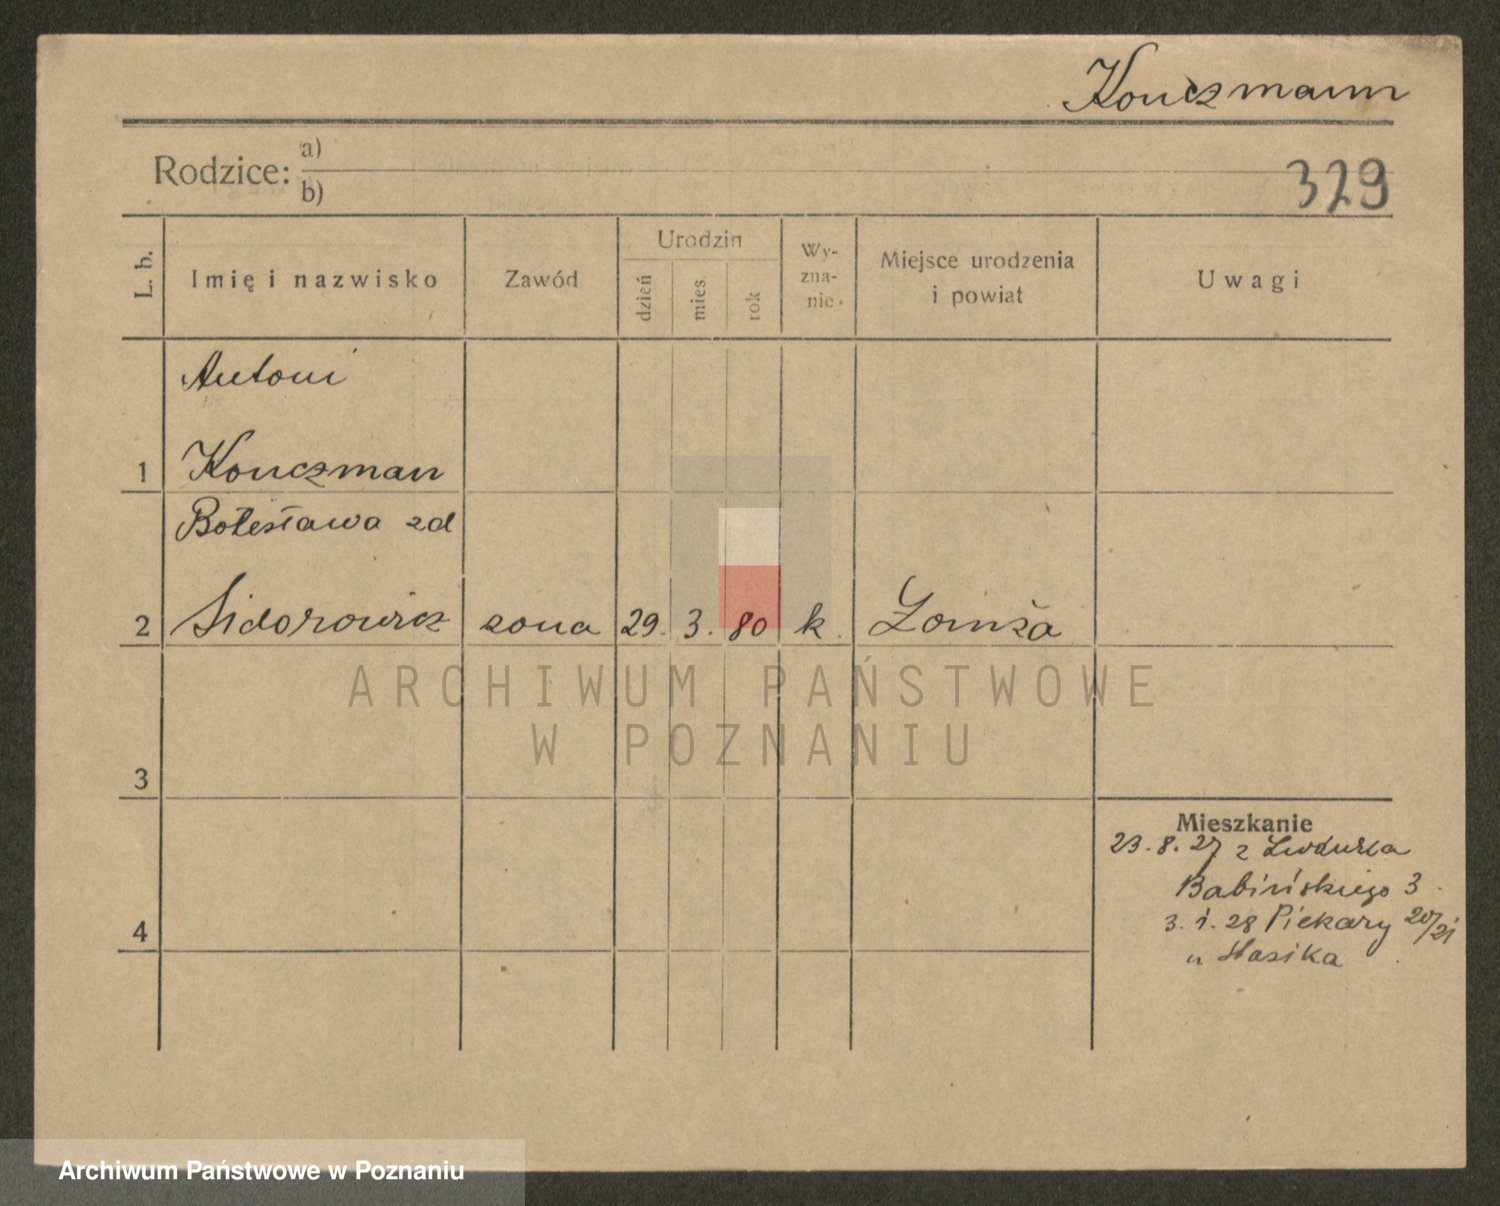 Konczmann
Rodzice: a)
b)
329
L. b.
Imię i nazwisko
Zawód
Urodzin
dzień
mies.
rok
Wy-
zna-
nie
Miejsce urodzenia
i powiat
Uwagi
Antoni
1 Konczman
Bolesława zd
2 Sidorowicz zona 29. 3. 80 k. Łomża
3
4
Mieszkanie
23. 8. 27 z
Babińskiego 3
3. 1. 28 Piekary 20/21
u Stasika
ARCHIWUM PAŃSTWOWE
W POZNANIU
Archiwum Państwowe w Poznaniu